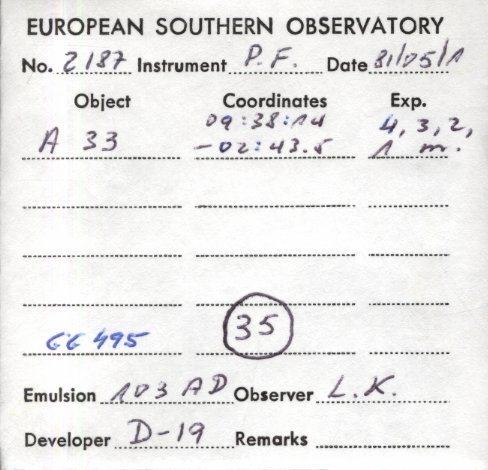 EUROPEAN SOUTHERN OBSERVATORY
No. 2187 Instrument P.F. Date 81/05/1
Object Coordinates Exp.
09:38:14 4, 3, 2,
A 33 -02:43.5 1 m.
35
GG 495
Emulsion 103 AD Observer L.K.
Developer D-19 Remarks